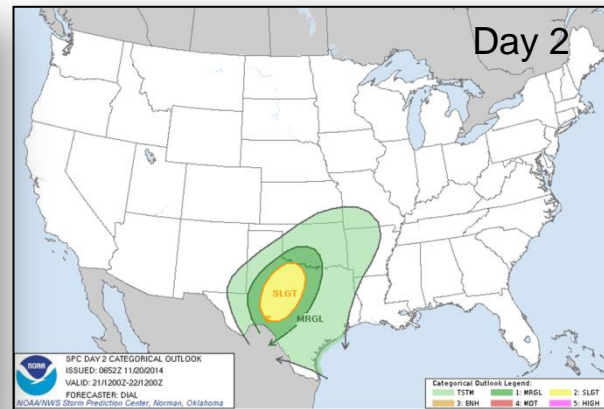 Day 2
SLGT
MRGL
NOAA
SPC DAY 2 CATEGORICAL OUTLOOK
ISSUED: 0652Z 11/20/2014
VALID: 21/1200Z-22/1200Z
FORECASTER: DIAL
NOAA/NWS Storm Prediction Center, Norman, Oklahoma
Categorical Outlook Legend:
TSTM 1: MRGL 2: SLGT
3: ENH 4: MDT 5: HIGH